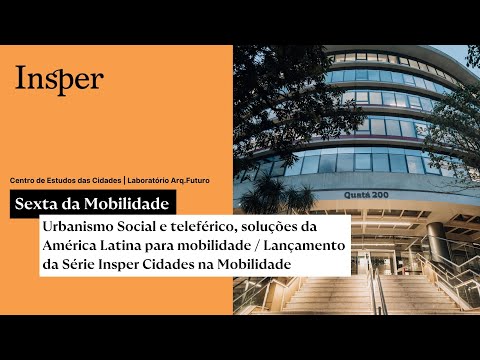 Insper
Centro de Estudos das Cidades | Laboratório Arq.Futuro
Sexta da Mobilidade
Urbanismo Social e teleférico, soluções da
América Latina para mobilidade / Lançamento
da Série Insper Cidades na Mobilidade
Quatá 200